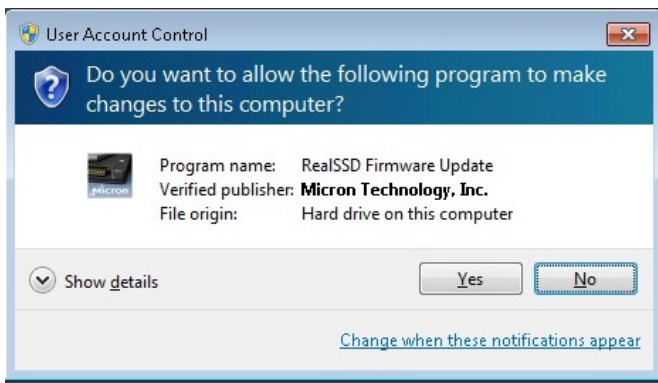 User Account Control
Do you want to allow the following program to make
changes to this computer?
micron
Program name: RealSSD Firmware Update
Verified publisher: Micron Technology, Inc.
File origin: Hard drive on this computer
Show details
Yes
No
Change when these notifications appear